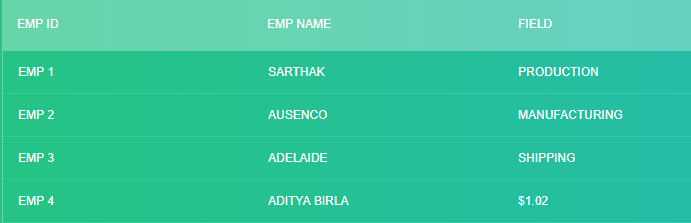 EMP ID EMP NAME FIELD
EMP 1 SARTHAK PRODUCTION
EMP 2 AUSENCO MANUFACTURING
EMP 3 ADELAIDE SHIPPING
EMP 4 ADITYA BIRLA $1.02